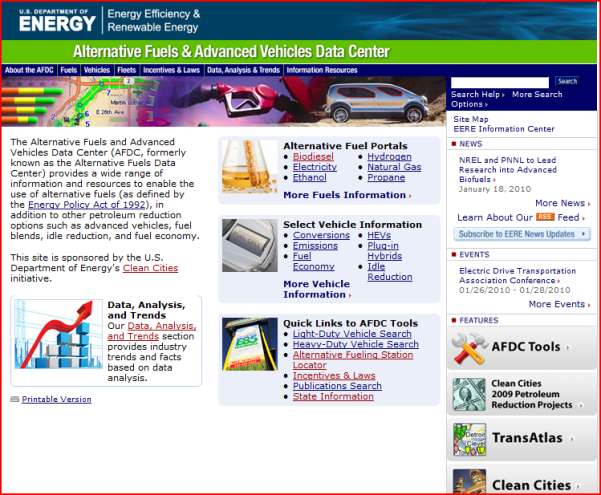 U.S. DEPARTMENT OF
ENERGY
Energy Efficiency &
Renewable Energy
Alternative Fuels & Advanced Vehicles Data Center
About the AFDC | Fuels | Vehicles | Fleets | Incentives & Laws | Data, Analysis & Trends | Information Resources
Search
Search Help More Search
Options
Site Map
EERE Information Center
The Alternative Fuels and Advanced
Vehicles Data Center (AFDC, formerly
known as the Alternative Fuels Data
Center) provides a wide range of
information and resources to enable the
use of alternative fuels (as defined by
the Energy Policy Act of 1992), in
addition to other petroleum reduction
options such as advanced vehicles, fuel
blends, idle reduction, and fuel economy.
This site is sponsored by the U.S.
Department of Energy's Clean Cities
initiative.
Data, Analysis,
and Trends
Our Data, Analysis,
and Trends section
provides industry
trends and facts
based on data
analysis.
Printable Version
Alternative Fuel Portals
• Biodiesel
• Electricity
• Ethanol
• Hydrogen
• Natural Gas
• Propane
More Fuels Information
Select Vehicle Information
• Conversions
• Emissions
• Fuel
Economy
• HEVs
• Plug-in
Hybrids
• Idle
Reduction
More Vehicle
Information
E85
Quick Links to AFDC Tools
• Light-Duty Vehicle Search
• Heavy-Duty Vehicle Search
• Alternative Fueling Station
Locator
• Incentives & Laws
• Publications Search
• State Information
NEWS
NREL and PNNL to Lead
Research into Advanced
Biofuels
January 18, 2010
More News
Learn About Our RSS Feed
Subscribe to EERE News Updates
EVENTS
Electric Drive Transportation
Association Conference
01/26/2010 - 01/28/2010
More Events
FEATURES
AFDC Tools
Clean Cities
2009 Petroleum
Reduction Projects
Detroit
Clevel
TransAtlas
Clean Cities